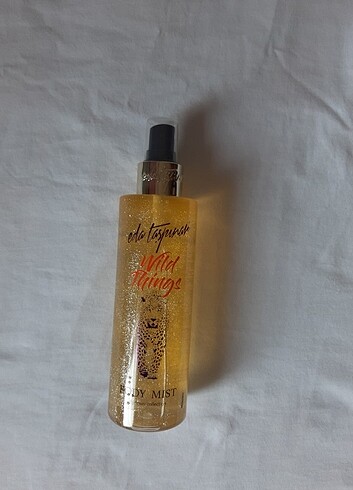 eda taşpınar
Wild
Things
BODY MIST